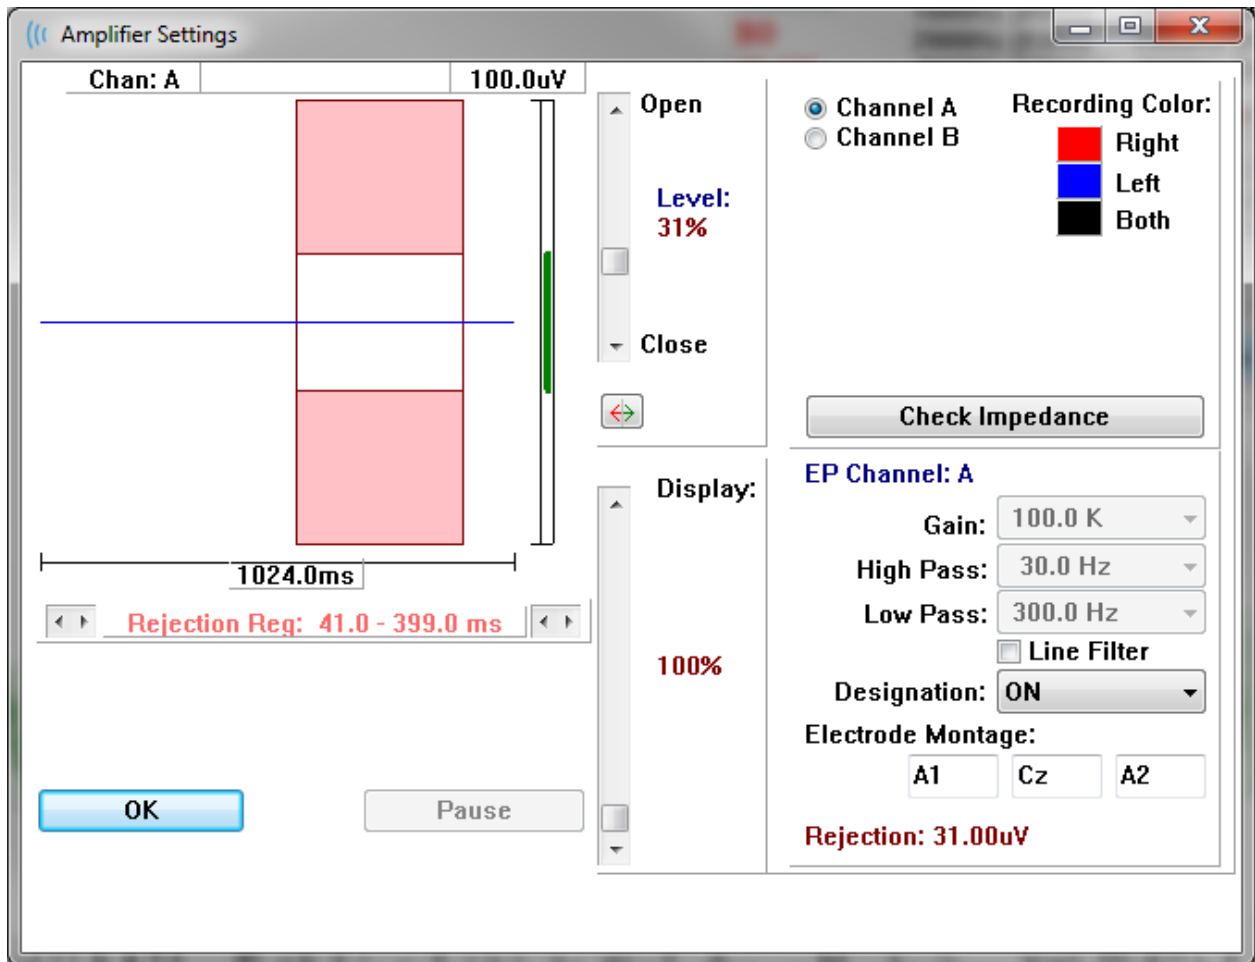 Amplifier Settings
Chan: A
100.0uV
1024.0ms
Rejection Reg: 41.0 - 399.0 ms
OK
Pause
Open
Level:
31%
Close
Display:
100%
Channel A
Channel B
Recording Color:
Right
Left
Both
Check Impedance
EP Channel: A
Gain: 100.0 K
High Pass: 30.0 Hz
Low Pass: 300.0 Hz
Line Filter
Designation: ON
Electrode Montage:
A1 Cz A2
Rejection: 31.00uV